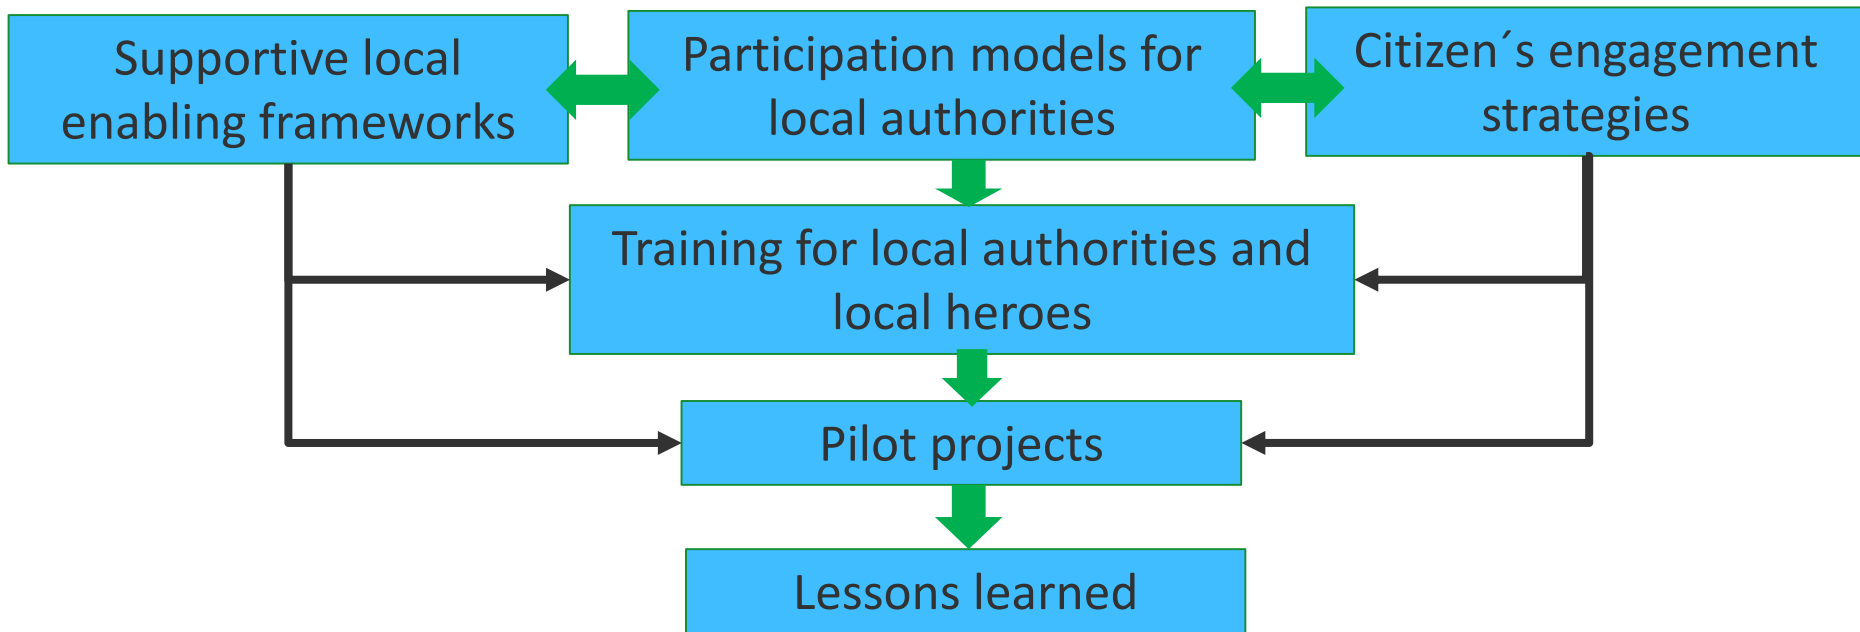 Supportive local
enabling frameworks
Participation models for
local authorities
Citizen´s engagement
strategies
Training for local authorities and
local heroes
Pilot projects
Lessons learned